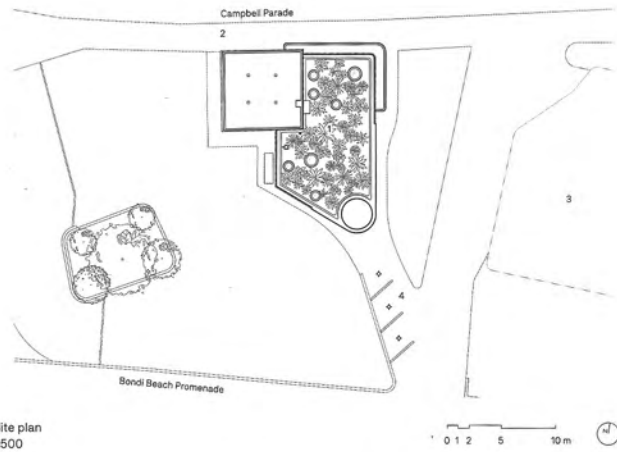 Campbell Parade
2
1
3
4
Bondi Beach Promenade
ite plan
500
0 1 2 5 10 m
N